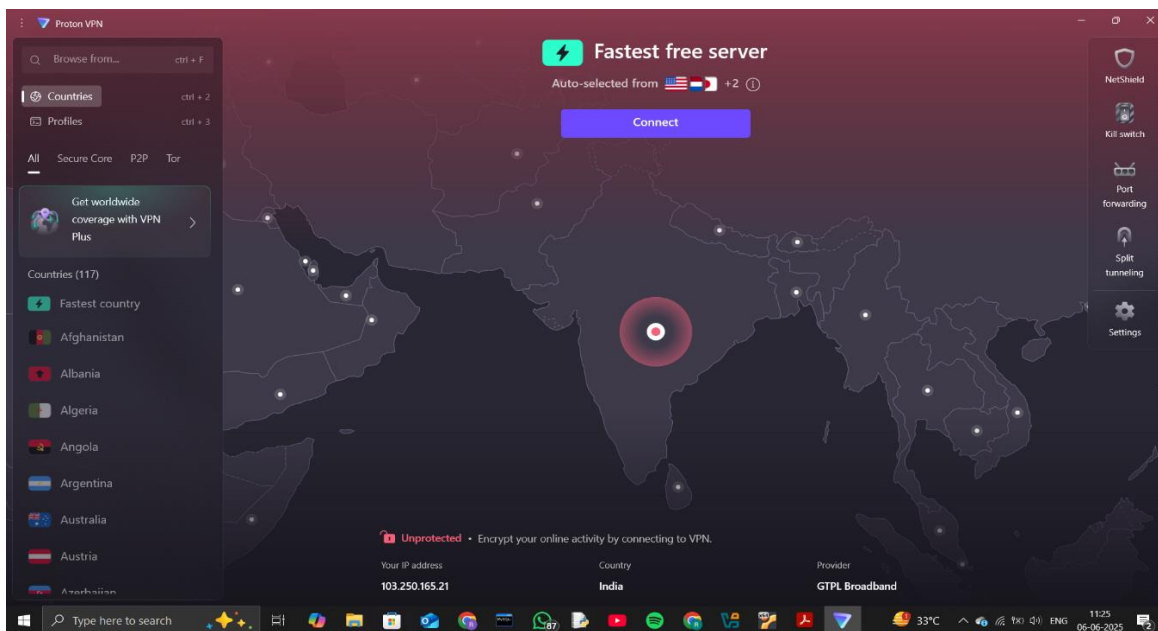 Proton VPN
Browse from... ctrl + F
Countries ctrl + 2
Profiles ctrl + 3
All Secure Core P2P Tor
Get worldwide
coverage with VPN
Plus
Countries (117)
Fastest country
Afghanistan
Albania
Algeria
Angola
Argentina
Australia
Austria
Azerbaijan
Fastest free server
Auto-selected from +2
Connect
NetShield
Kill switch
Port
forwarding
Split
tunneling
Settings
Unprotected • Encrypt your online activity by connecting to VPN.
Your IP address Country Provider
103.250.165.21 India GTPL Broadband
Type here to search
87
33°C
ENG
11:25
06-06-2025
2